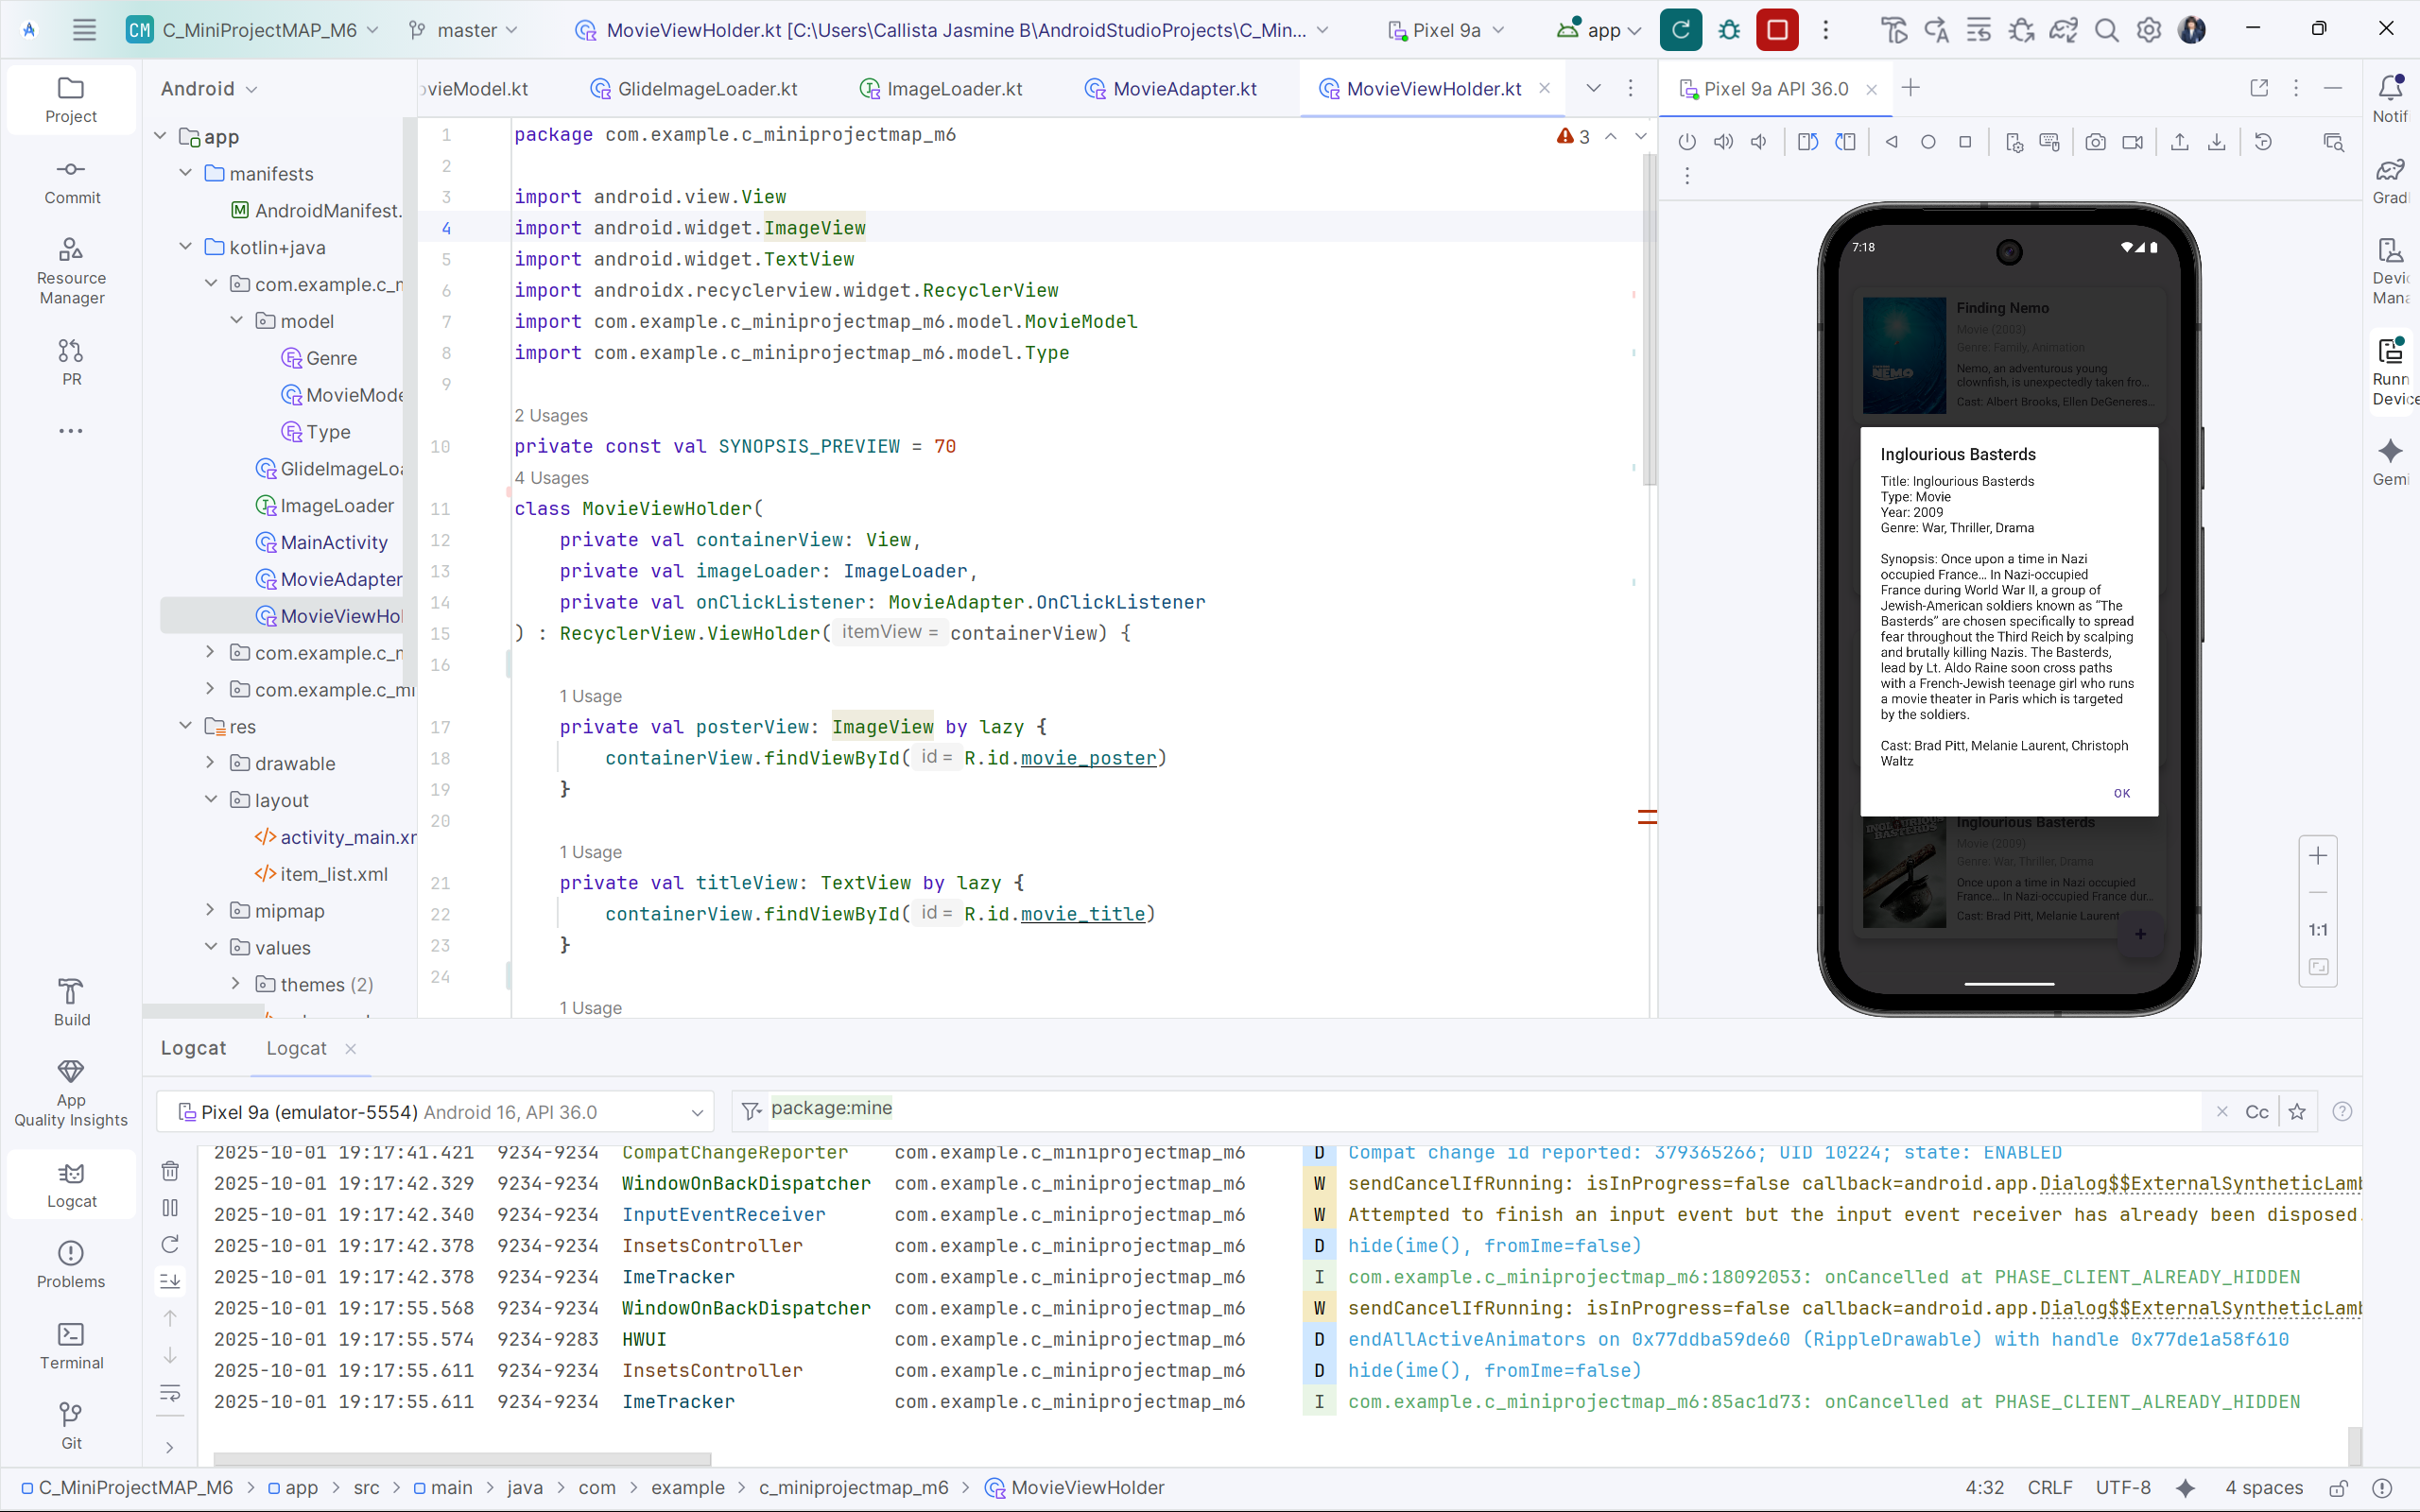 CM C_MiniProjectMAP_M6
master
MovieViewHolder.kt [C:\Users\Callista Jasmine B\AndroidStudioProjects\C_Min...
Pixel 9a
app
Project
Commit
Resource
Manager
PR
Build
App
Quality Insights
Logcat
Problems
Terminal
Git
Android
app
manifests
AndroidManifest.
kotlin+java
com.example.c_m
model
Genre
MovieMode
Type
GlideImageLoa
ImageLoader
MainActivity
MovieAdapter
MovieViewHol
com.example.c_m
com.example.c_mi
res
drawable
layout
activity_main.xm
item_list.xml
mipmap
values
themes (2)
ovieModel.kt
GlideImageLoader.kt
ImageLoader.kt
MovieAdapter.kt
MovieViewHolder.kt
3
1 package com.example.c_miniprojectmap_m6
2
3 import android.view.View
4 import android.widget.ImageView
5 import android.widget.TextView
6 import androidx.recyclerview.widget.RecyclerView
7 import com.example.c_miniprojectmap_m6.model.MovieModel
8 import com.example.c_miniprojectmap_m6.model.Type
9
2 Usages
10 private const val SYNOPSIS_PREVIEW = 70
4 Usages
11 class MovieViewHolder(
12 private val containerView: View,
13 private val imageLoader: ImageLoader,
14 private val onClickListener: MovieAdapter.OnClickListener
15 ) : RecyclerView.ViewHolder( itemView = containerView) {
16
1 Usage
17 private val posterView: ImageView by lazy {
18 containerView.findViewById( id = R.id.movie_poster)
19 }
20
1 Usage
21 private val titleView: TextView by lazy {
22 containerView.findViewById( id = R.id.movie_title)
23 }
24
1 Usage
Pixel 9a API 36.0
7:18
Finding Nemo
Movie (2003)
Genre: Family, Animation
Nemo, an adventurous young
clownfish, is unexpectedly taken fro...
Cast: Albert Brooks, Ellen DeGeneres...
NEMO
Inglourious Basterds
Title: Inglourious Basterds
Type: Movie
Year: 2009
Genre: War, Thriller, Drama
Synopsis: Once upon a time in Nazi
occupied France... In Nazi-occupied
France during World War II, a group of
Jewish-American soldiers known as “The
Basterds” are chosen specifically to spread
fear throughout the Third Reich by scalping
and brutally killing Nazis. The Basterds,
lead by Lt. Aldo Raine soon cross paths
with a French-Jewish teenage girl who runs
a movie theater in Paris which is targeted
by the soldiers.
Cast: Brad Pitt, Melanie Laurent, Christoph
Waltz
OK
Inglourious Basterds
Movie (2009)
Genre: War, Thriller, Drama
Once upon a time in Nazi occupied
France... In Nazi-occupied France dur...
Cast: Brad Pitt, Melanie Laurent
1:1
Notif
Gradl
Devic
Mana
Runn
Device
Gemi
Logcat
Logcat
Pixel 9a (emulator-5554) Android 16, API 36.0
package:mine
Cc
2025-10-01 19:17:41.421 9234-9234 CompatChangeReporter com.example.c_miniprojectmap_m6 D Compat change id reported: 379365266; UID 10224; state: ENABLED
2025-10-01 19:17:42.329 9234-9234 WindowOnBackDispatcher com.example.c_miniprojectmap_m6 W sendCancelIfRunning: isInProgress=false callback=android.app.Dialog$$ExternalSyntheticLamb
2025-10-01 19:17:42.340 9234-9234 InputEventReceiver com.example.c_miniprojectmap_m6 W Attempted to finish an input event but the input event receiver has already been disposed.
2025-10-01 19:17:42.378 9234-9234 InsetsController com.example.c_miniprojectmap_m6 D hide(ime(), fromIme=false)
2025-10-01 19:17:42.378 9234-9234 ImeTracker com.example.c_miniprojectmap_m6 I com.example.c_miniprojectmap_m6:18092053: onCancelled at PHASE_CLIENT_ALREADY_HIDDEN
2025-10-01 19:17:55.568 9234-9234 WindowOnBackDispatcher com.example.c_miniprojectmap_m6 W sendCancelIfRunning: isInProgress=false callback=android.app.Dialog$$ExternalSyntheticLamb
2025-10-01 19:17:55.574 9234-9283 HWUI com.example.c_miniprojectmap_m6 D endAllActiveAnimators on 0x77ddba59de60 (RippleDrawable) with handle 0x77de1a58f610
2025-10-01 19:17:55.611 9234-9234 InsetsController com.example.c_miniprojectmap_m6 D hide(ime(), fromIme=false)
2025-10-01 19:17:55.611 9234-9234 ImeTracker com.example.c_miniprojectmap_m6 I com.example.c_miniprojectmap_m6:85ac1d73: onCancelled at PHASE_CLIENT_ALREADY_HIDDEN
C_MiniProjectMAP_M6 > app > src > main > java > com > example > c_miniprojectmap_m6 > MovieViewHolder
4:32 CRLF UTF-8 4 spaces